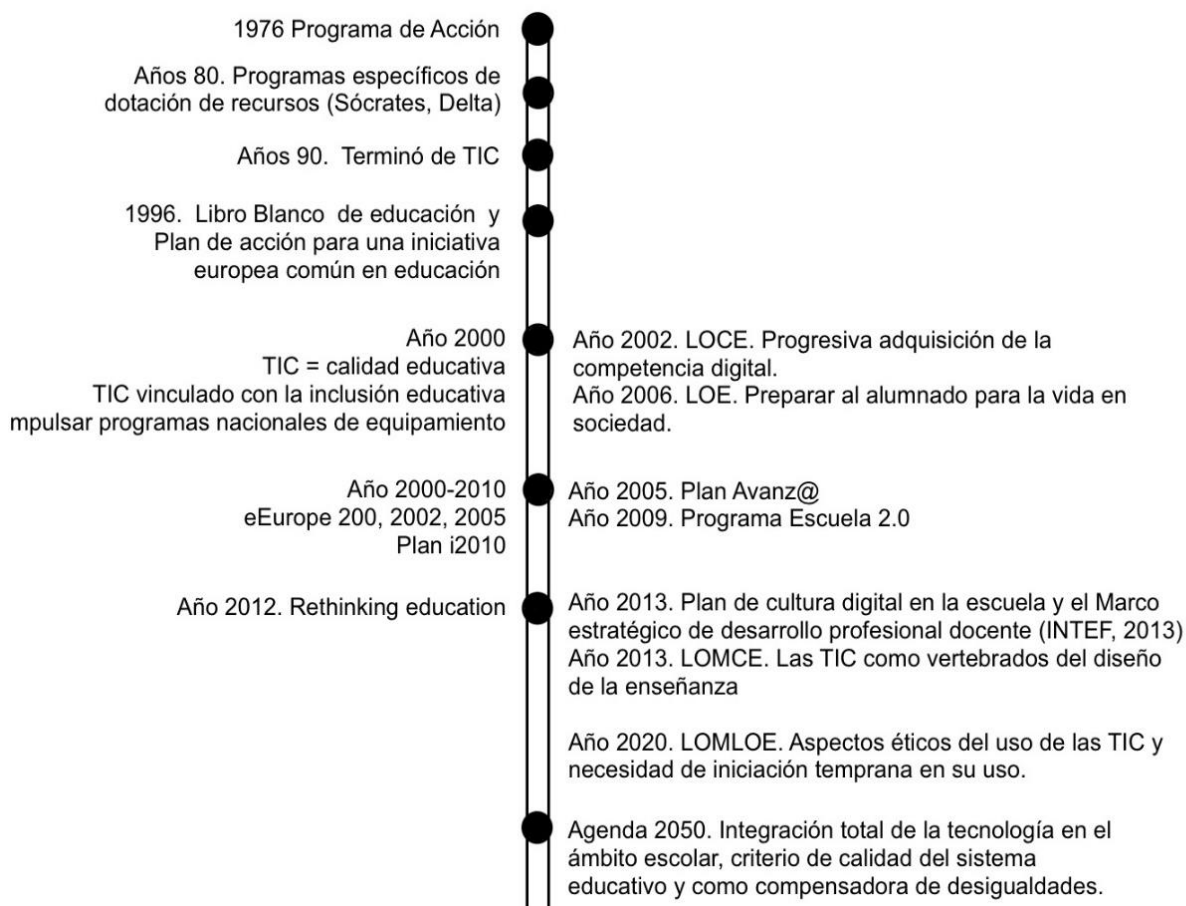 1976 Programa de Acción
Años 80. Programas específicos de
dotación de recursos (Sócrates, Delta)
Años 90. Terminó de TIC
1996. Libro Blanco de educación y
Plan de acción para una iniciativa
europea común en educación
Año 2000
TIC = calidad educativa
TIC vinculado con la inclusión educativa
mpulsar programas nacionales de equipamiento
Año 2002. LOCE. Progresiva adquisición de la
competencia digital.
Año 2006. LOE. Preparar al alumnado para la vida en
sociedad.
Año 2000-2010
eEurope 200, 2002, 2005
Plan i2010
Año 2005. Plan Avanz@
Año 2009. Programa Escuela 2.0
Año 2012. Rethinking education
Año 2013. Plan de cultura digital en la escuela y el Marco
estratégico de desarrollo profesional docente (INTEF, 2013)
Año 2013. LOMCE. Las TIC como vertebrados del diseño
de la enseñanza
Año 2020. LOMLOE. Aspectos éticos del uso de las TIC y
necesidad de iniciación temprana en su uso.
Agenda 2050. Integración total de la tecnología en el
ámbito escolar, criterio de calidad del sistema
educativo y como compensadora de desigualdades.